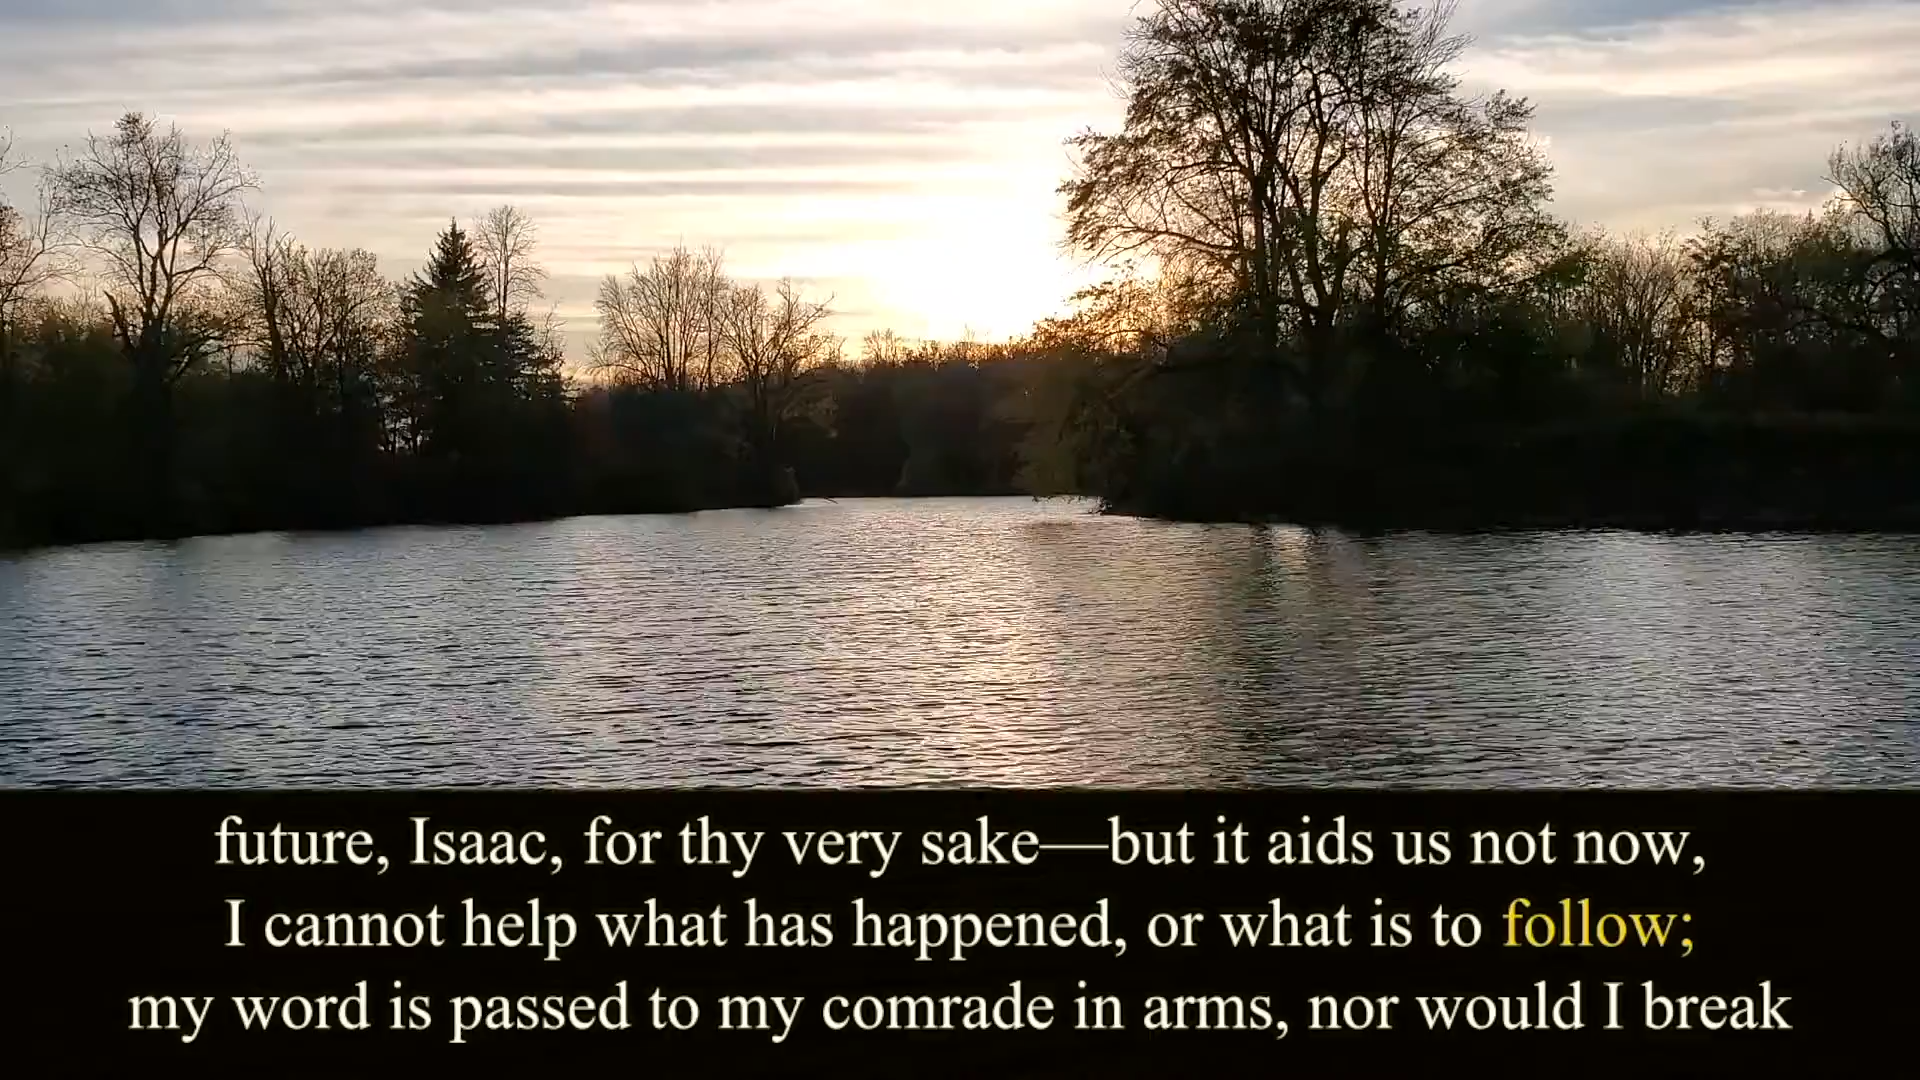 future, Isaac, for thy very sake—but it aids us not now,
I cannot help what has happened, or what is to follow;
my word is passed to my comrade in arms, nor would I break